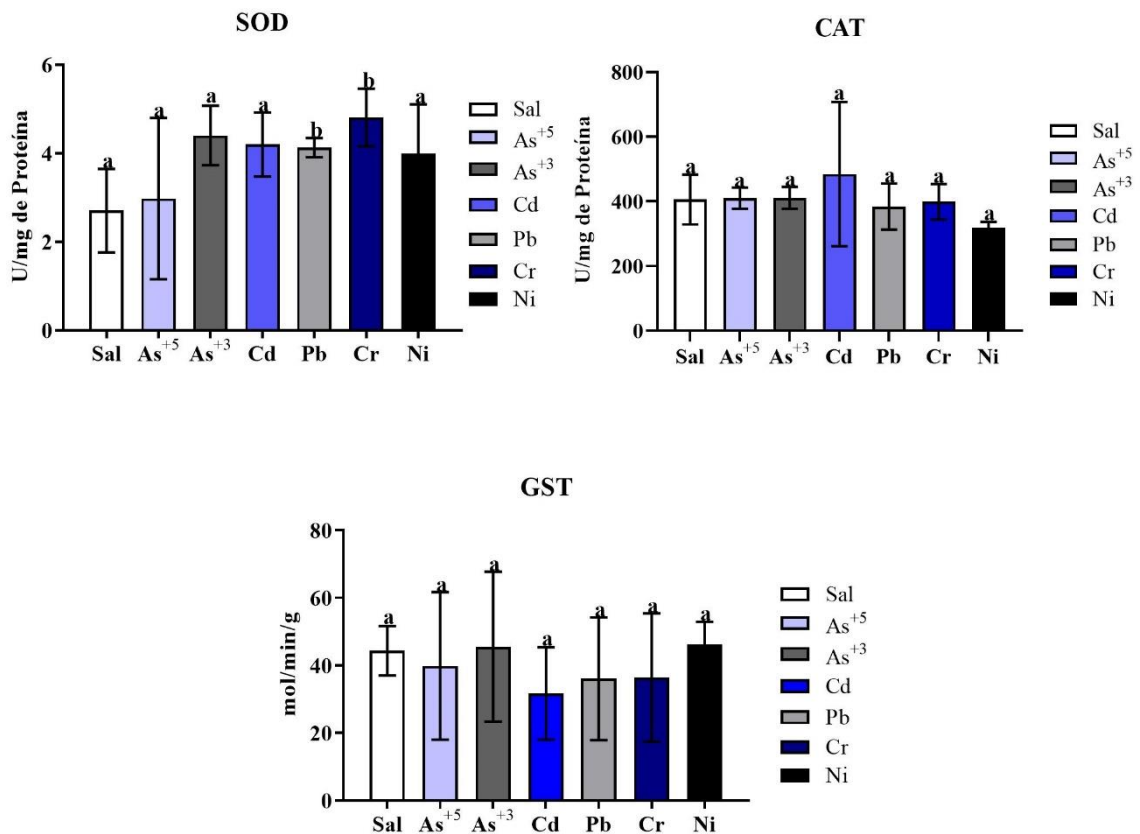 SOD
U/mg de Proteína
6
4
2
0
a
a
a
a
b
b
a
Sal
As+5
As+3
Cd
Pb
Cr
Ni
Sal
As+5
As+3
Cd
Pb
Cr
Ni
CAT
U/mg de Proteína
800
600
400
200
0
a
a
a
a
a
a
a
Sal
As+5
As+3
Cd
Pb
Cr
Ni
Sal
As+5
As+3
Cd
Pb
Cr
Ni
GST
mol/min/g
80
60
40
20
0
a
a
a
a
a
a
a
Sal
As+5
As+3
Cd
Pb
Cr
Ni
Sal
As+5
As+3
Cd
Pb
Cr
Ni